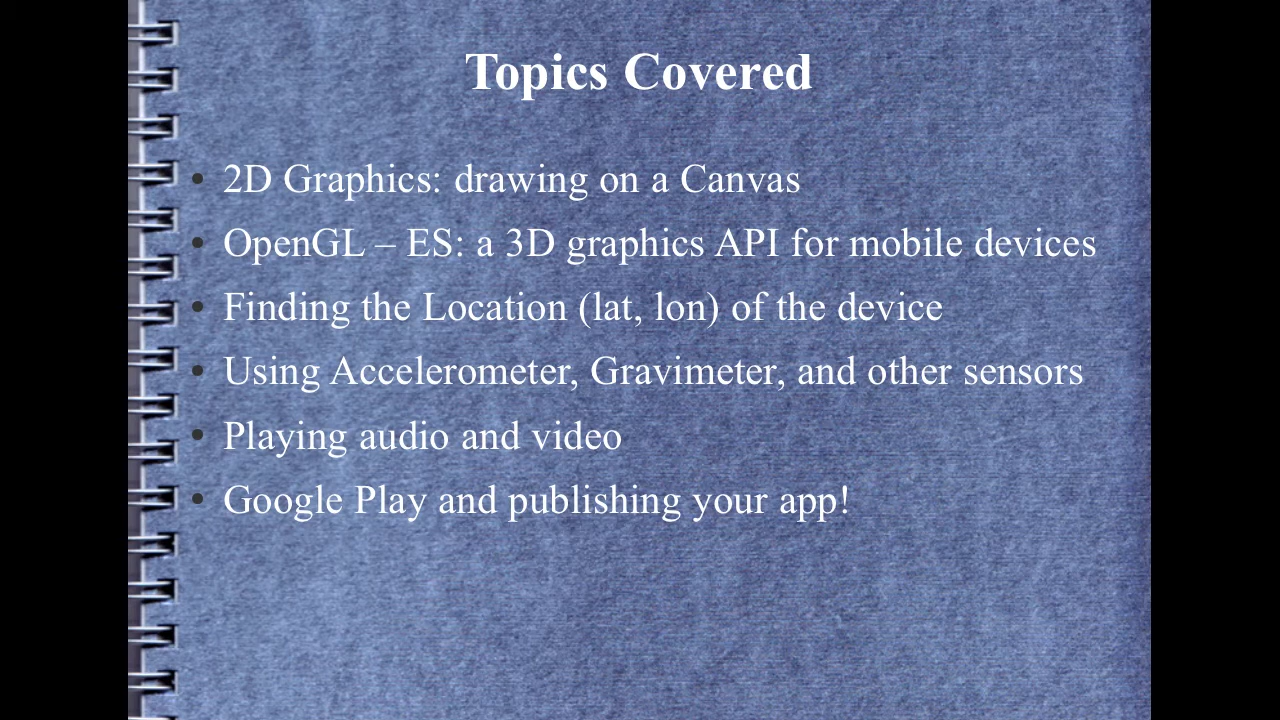 Topics Covered
• 2D Graphics: drawing on a Canvas
• OpenGL – ES: a 3D graphics API for mobile devices
• Finding the Location (lat, lon) of the device
• Using Accelerometer, Gravimeter, and other sensors
• Playing audio and video
• Google Play and publishing your app!